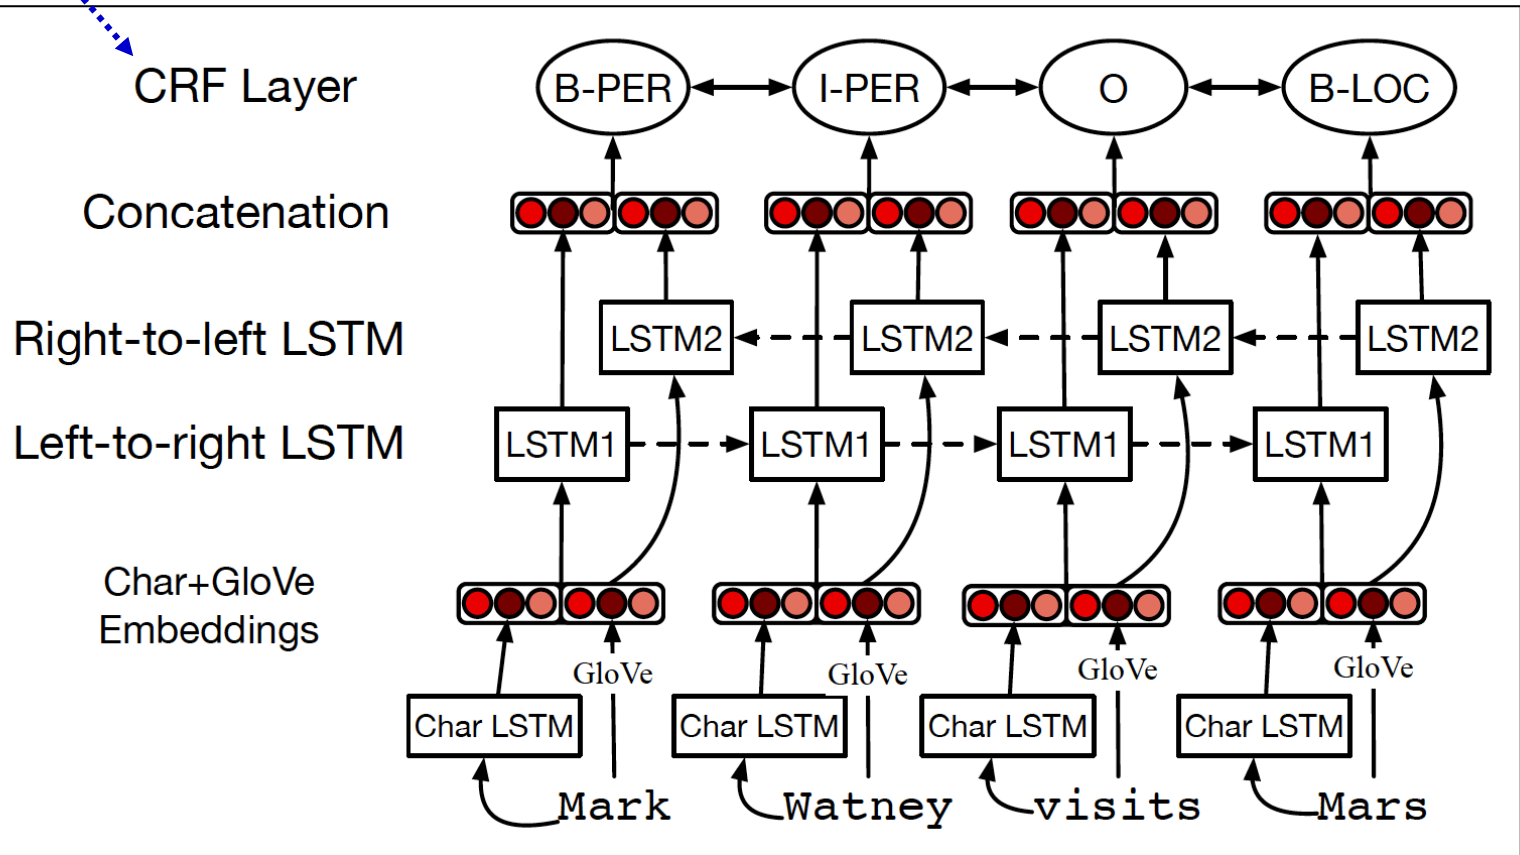 CRF Layer B-PER I-PER O B-LOC
Concatenation
Right-to-left LSTM LSTM2 LSTM2 LSTM2 LSTM2
Left-to-right LSTM LSTM1 LSTM1 LSTM1 LSTM1
Char+GloVe
Embeddings
GloVe GloVe GloVe GloVe
Char LSTM Char LSTM Char LSTM Char LSTM
Mark Watney visits Mars